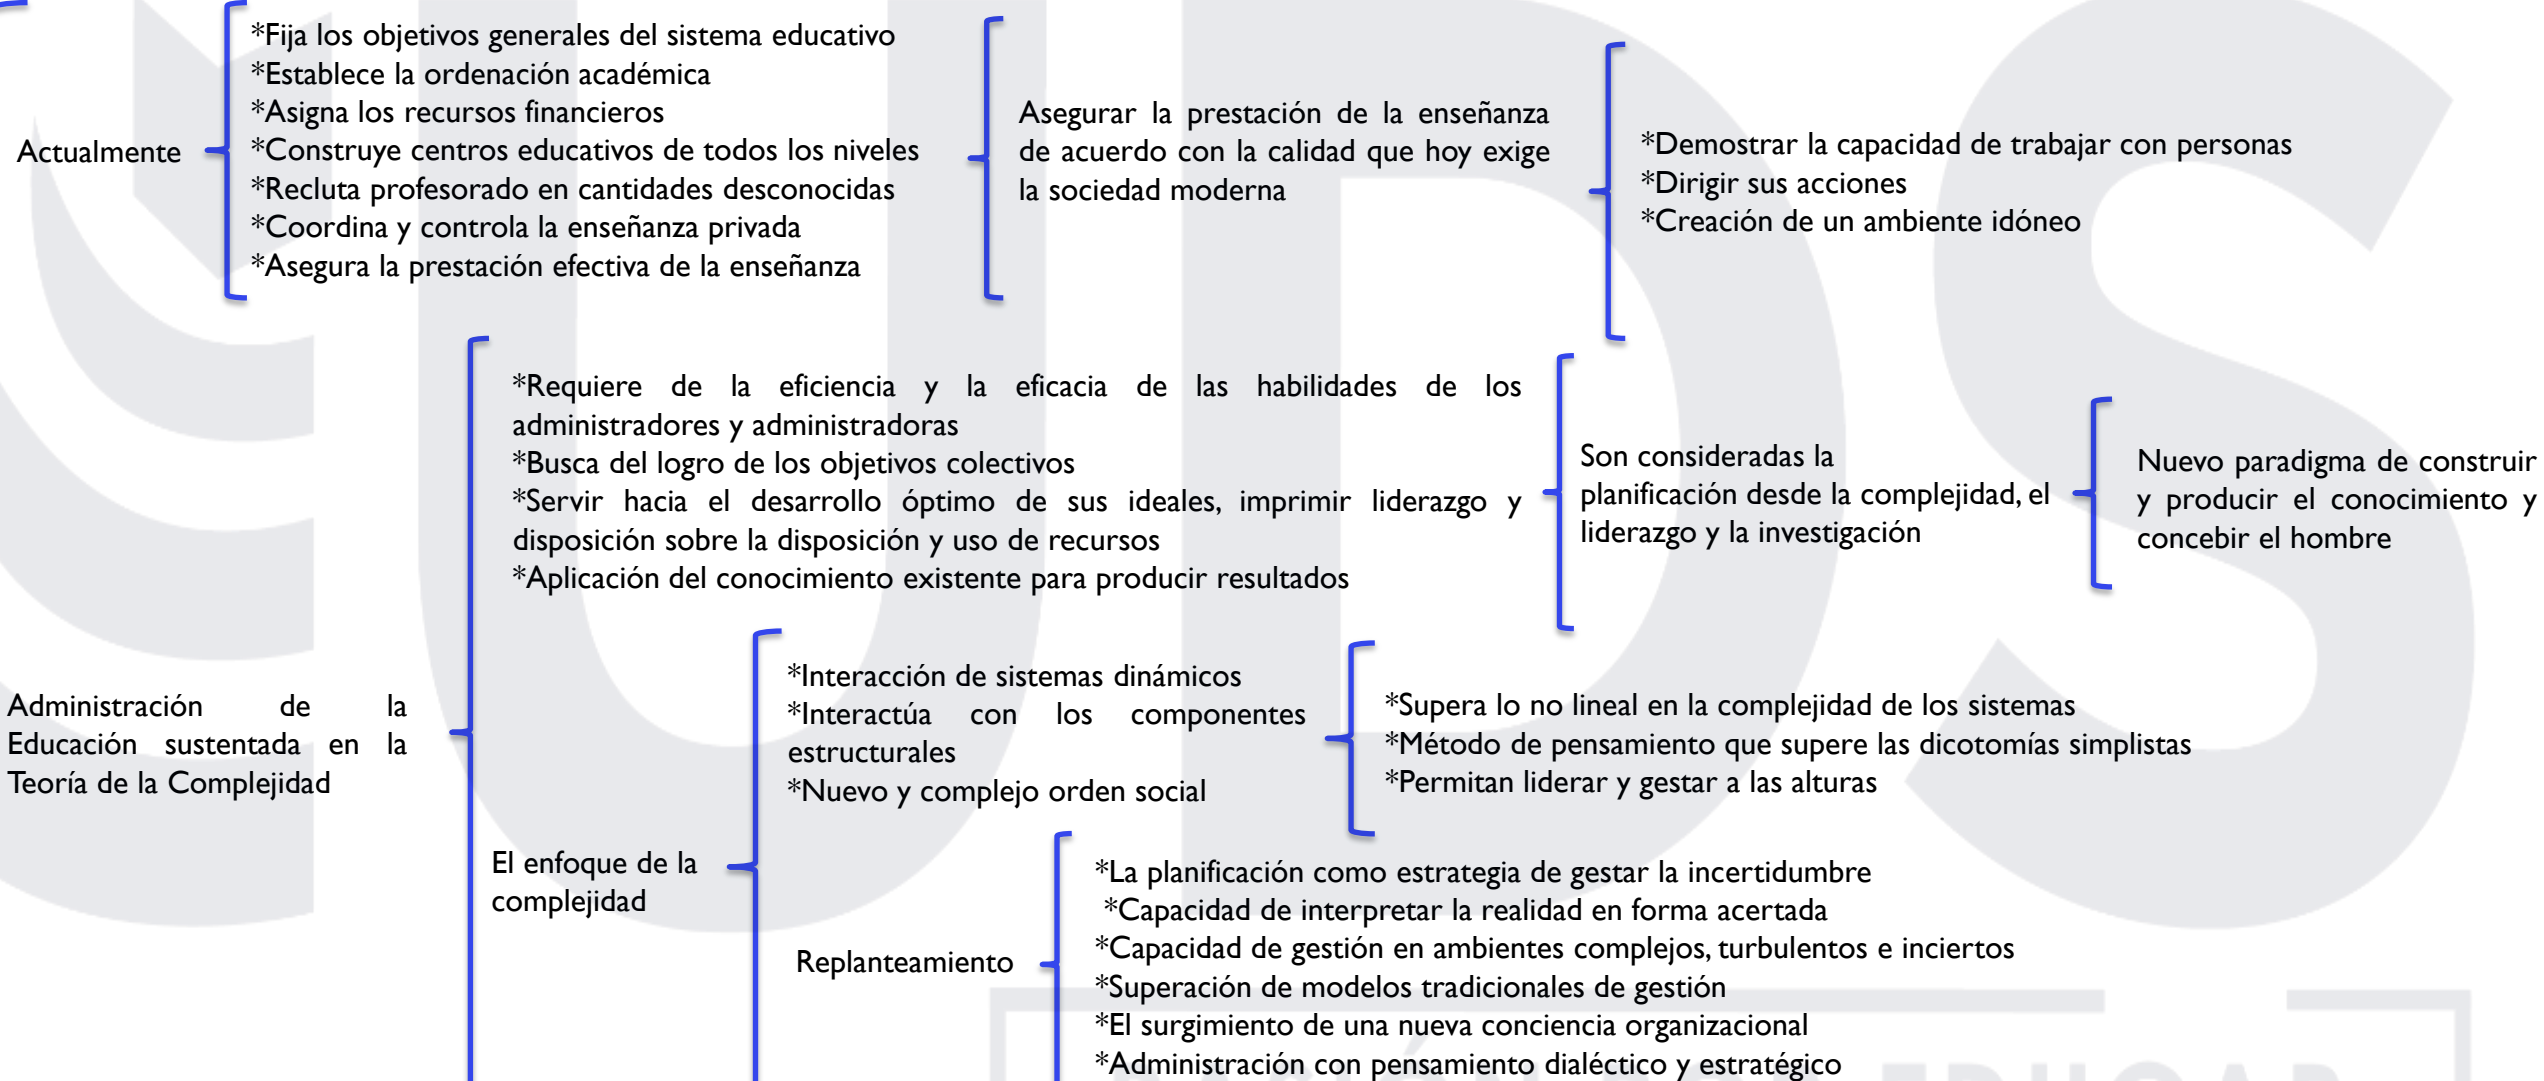 Actualmente
*Fija los objetivos generales del sistema educativo
*Establece la ordenación académica
*Asigna los recursos financieros
*Construye centros educativos de todos los niveles
*Recluta profesorado en cantidades desconocidas
*Coordina y controla la enseñanza privada
*Asegura la prestación efectiva de la enseñanza
Asegurar la prestación de la enseñanza
de acuerdo con la calidad que hoy exige
la sociedad moderna
*Demostrar la capacidad de trabajar con personas
*Dirigir sus acciones
*Creación de un ambiente idóneo
Administración de la
Educación sustentada en la
Teoría de la Complejidad
*Requiere de la eficiencia y la eficacia de las habilidades de los
administradores y administradoras
*Busca del logro de los objetivos colectivos
*Servir hacia el desarrollo óptimo de sus ideales, imprimir liderazgo y
disposición sobre la disposición y uso de recursos
*Aplicación del conocimiento existente para producir resultados
Son consideradas la
planificación desde la complejidad, el
liderazgo y la investigación
Nuevo paradigma de construir
y producir el conocimiento y
concebir el hombre
El enfoque de la
complejidad
*Interacción de sistemas dinámicos
*Interactúa con los componentes
estructurales
*Nuevo y complejo orden social
*Supera lo no lineal en la complejidad de los sistemas
*Método de pensamiento que supere las dicotomías simplistas
*Permitan liderar y gestar a las alturas
Replanteamiento
*La planificación como estrategia de gestar la incertidumbre
*Capacidad de interpretar la realidad en forma acertada
*Capacidad de gestión en ambientes complejos, turbulentos e inciertos
*Superación de modelos tradicionales de gestión
*El surgimiento de una nueva conciencia organizacional
*Administración con pensamiento dialéctico y estratégico
UDS